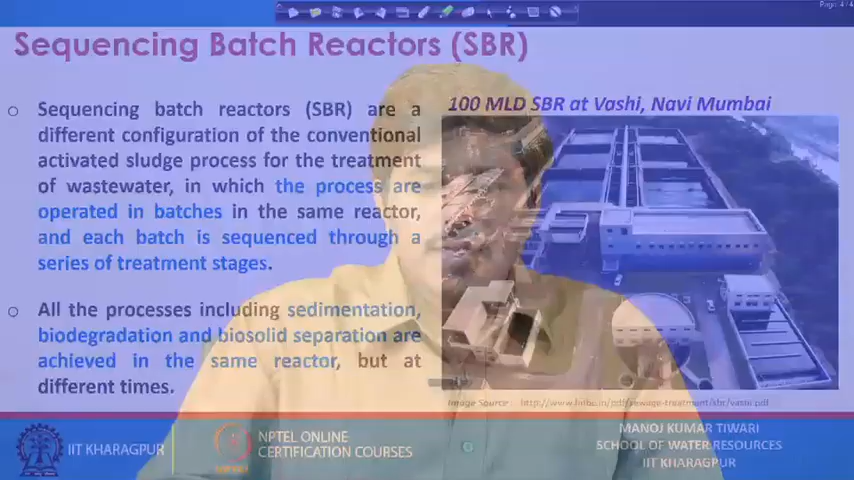 Page: 4/4
Sequencing Batch Reactors (SBR)
Sequencing batch reactors (SBR) are a
different configuration of the conventional
activated sludge process for the treatment
of wastewater, in which the process are
operated in batches in the same reactor,
and each batch is sequenced through a
series of treatment stages.
All the processes including sedimentation,
biodegradation and biosolid separation are
achieved in the same reactor, but at
different times.
100 MLD SBR at Vashi, Navi Mumbai
Image Source :
IIT KHARAGPUR
NPTEL ONLINE
CERTIFICATION COURSES
MANOJ KUMAR TIWARI
SCHOOL OF WATER RESOURCES
IIT KHARAGPUR